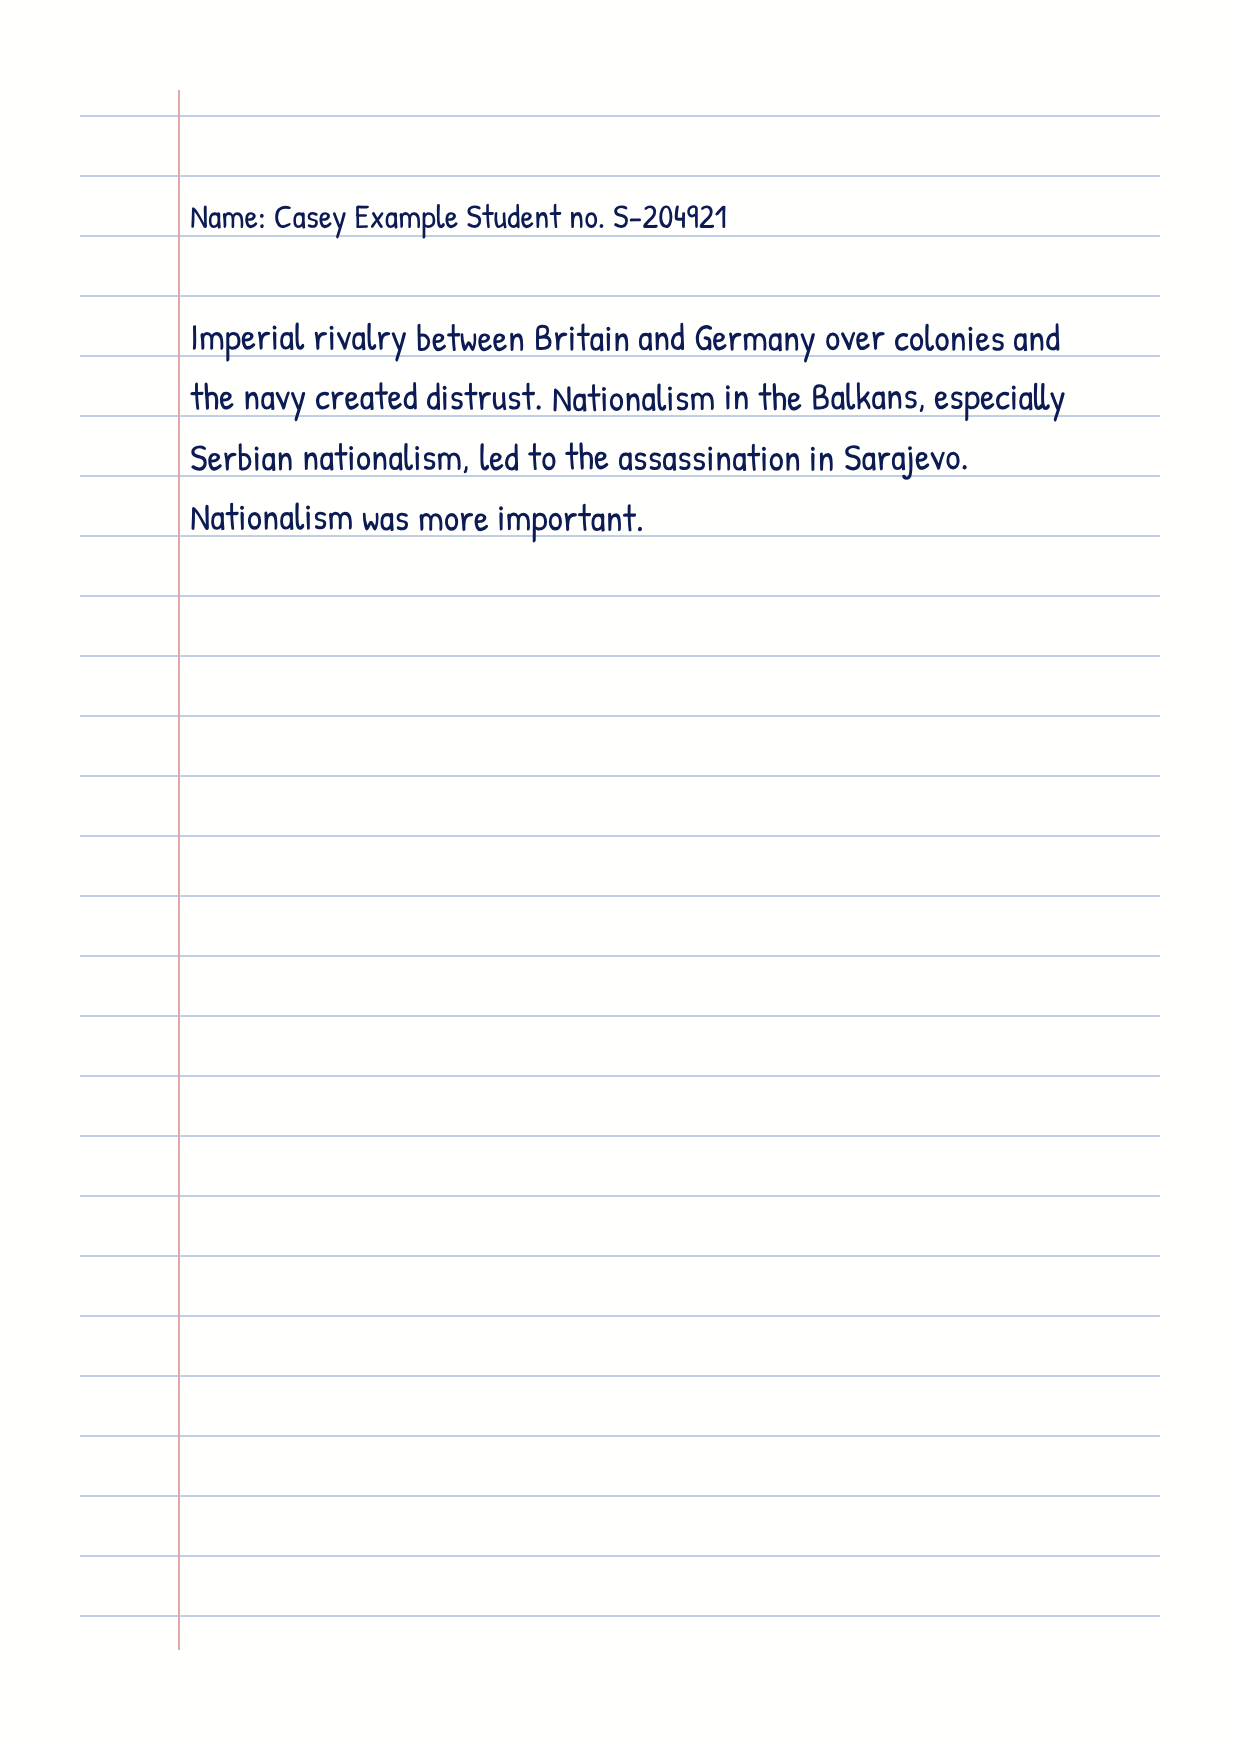 Name: Casey Example Student no. S-204921
Imperial rivalry between Britain and Germany over colonies and
the navy created distrust. Nationalism in the Balkans, especially
Serbian nationalism, led to the assassination in Sarajevo.
Nationalism was more important.